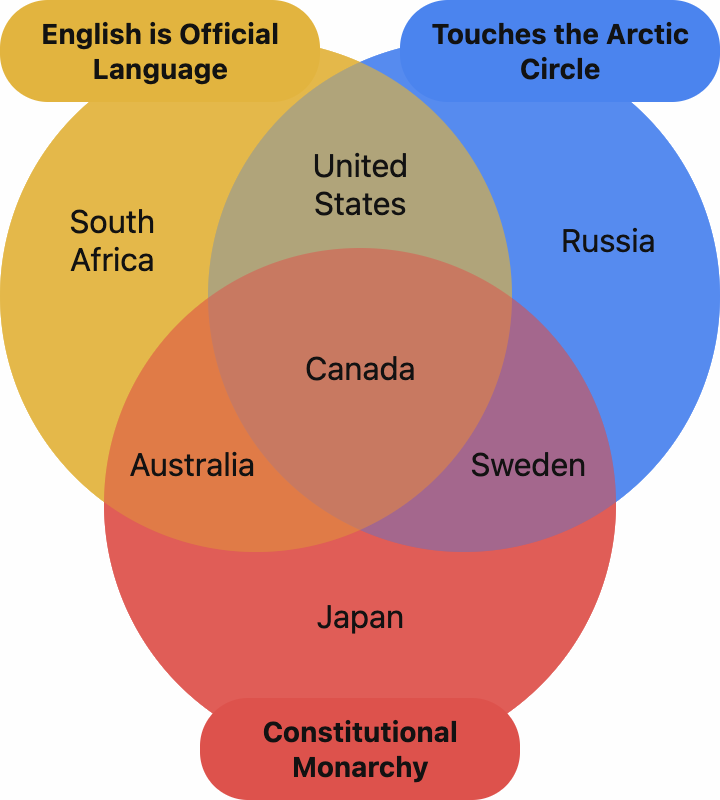 English is Official
Language
Touches the Arctic
Circle
United
States
South
Africa
Russia
Canada
Australia
Sweden
Japan
Constitutional
Monarchy